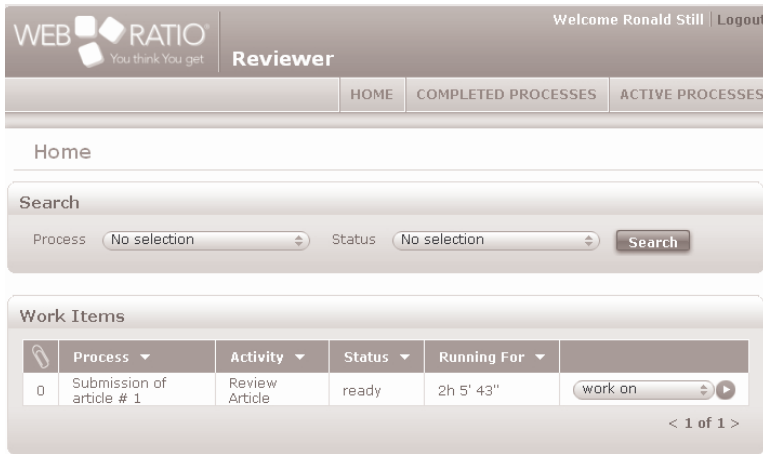 Welcome Ronald Still | Logout
WEB RATIO®
You think You get
Reviewer
HOME COMPLETED PROCESSES ACTIVE PROCESSES
Home
Search
Process No selection Status No selection Search
Work Items
Process Activity Status Running For
0 Submission of article # 1 Review Article ready 2h 5' 43" work on
< 1 of 1 >